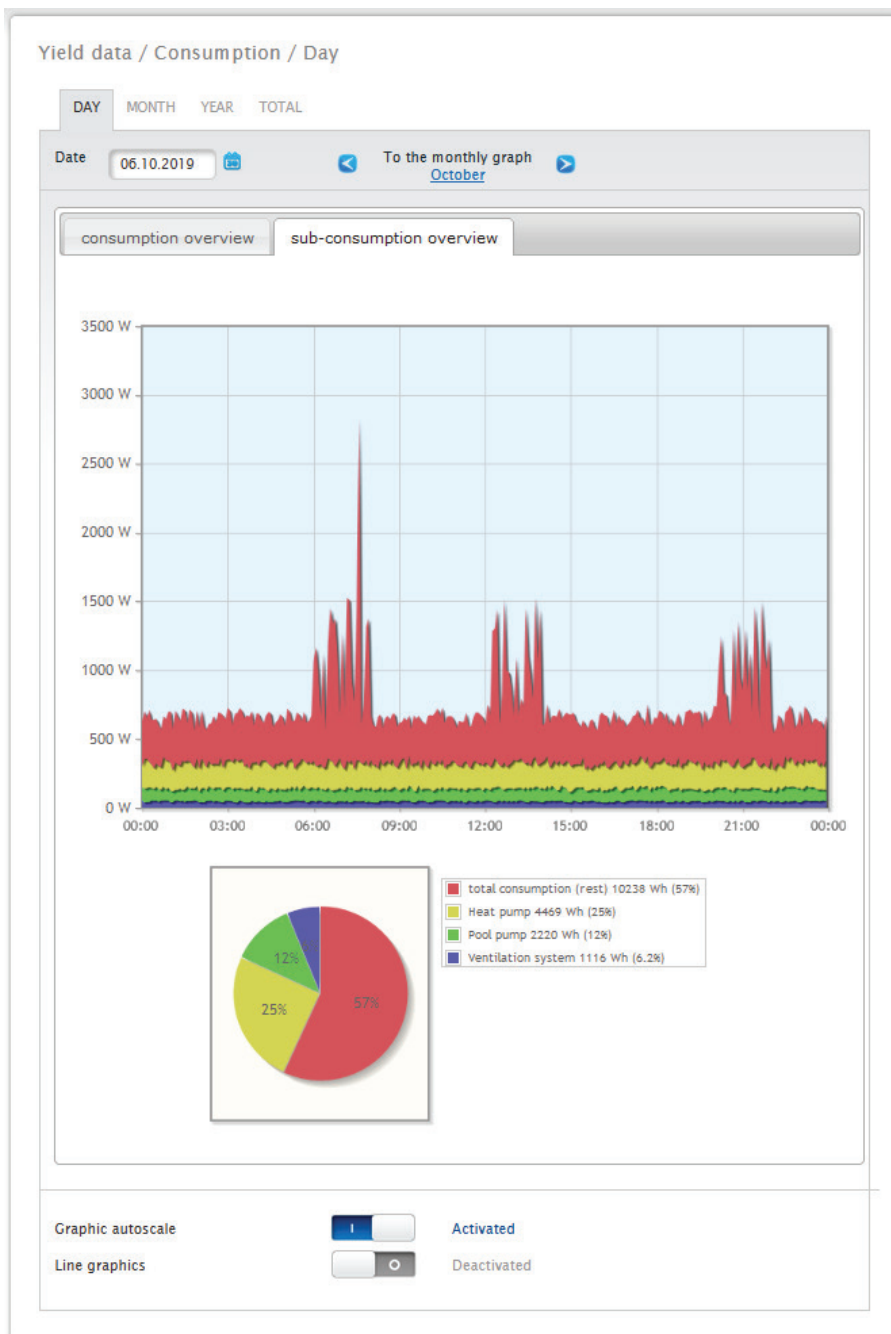 Yield data / Consumption / Day
DAY MONTH YEAR TOTAL
Date 06.10.2019 To the monthly graph
October
consumption overview sub-consumption overview
3500 W
3000 W
2500 W
2000 W
1500 W
1000 W
500 W
0 W
00:00 03:00 06:00 09:00 12:00 15:00 18:00 21:00 00:00
total consumption (rest) 10238 Wh (57%)
Heat pump 4469 Wh (25%)
Pool pump 2220 Wh (12%)
Ventilation system 1116 Wh (6.2%)
12%
25%
57%
Graphic autoscale I Activated
Line graphics O Deactivated